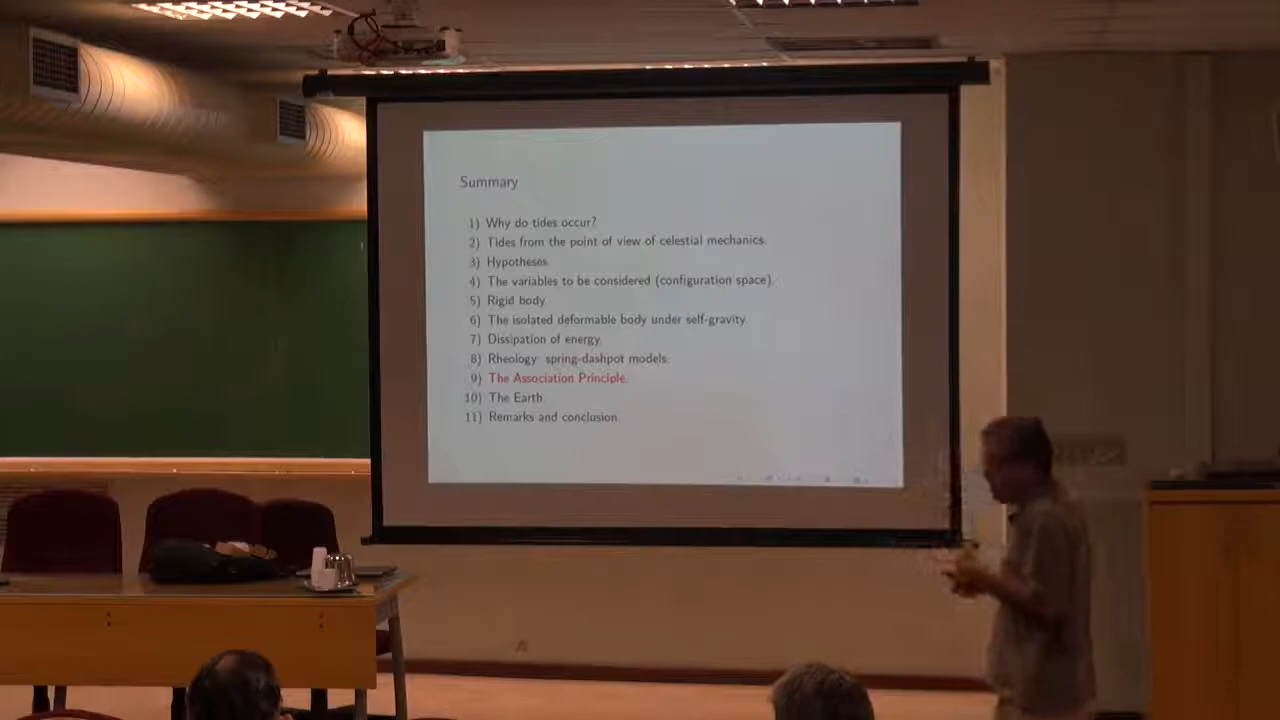 Summary
1) Why do tides occur?
2) Tides from the point of view of celestial mechanics.
3) Hypotheses.
4) The variables to be considered (configuration space).
5) Rigid body.
6) The isolated deformable body under self-gravity.
7) Dissipation of energy.
8) Rheology: spring-dashpot models.
9) The Association Principle.
10) The Earth.
11) Remarks and conclusion.